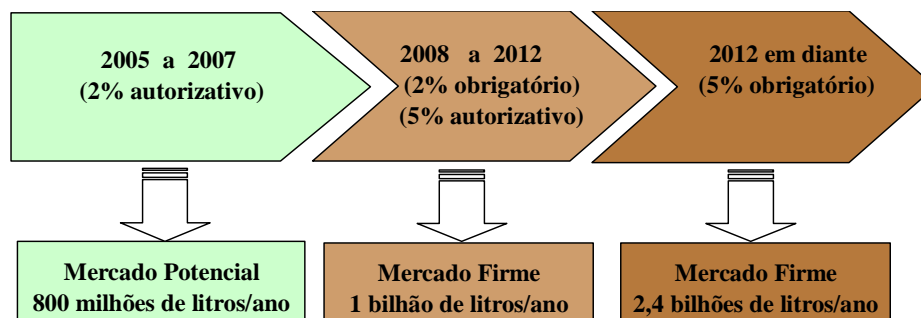 2005 a 2007
(2% autorizativo)
2008 a 2012
(2% obrigatório)
(5% autorizativo)
2012 em diante
(5% obrigatório)
Mercado Potencial
800 milhões de litros/ano
Mercado Firme
1 bilhão de litros/ano
Mercado Firme
2,4 bilhões de litros/ano